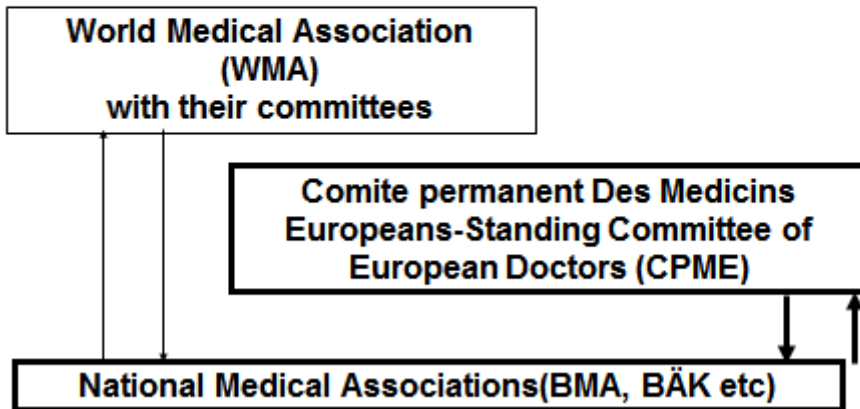 World Medical Association
(WMA)
with their committees
Comite permanent Des Medicins
Europeans-Standing Committee of
European Doctors (CPME)
National Medical Associations(BMA, BÄK etc)